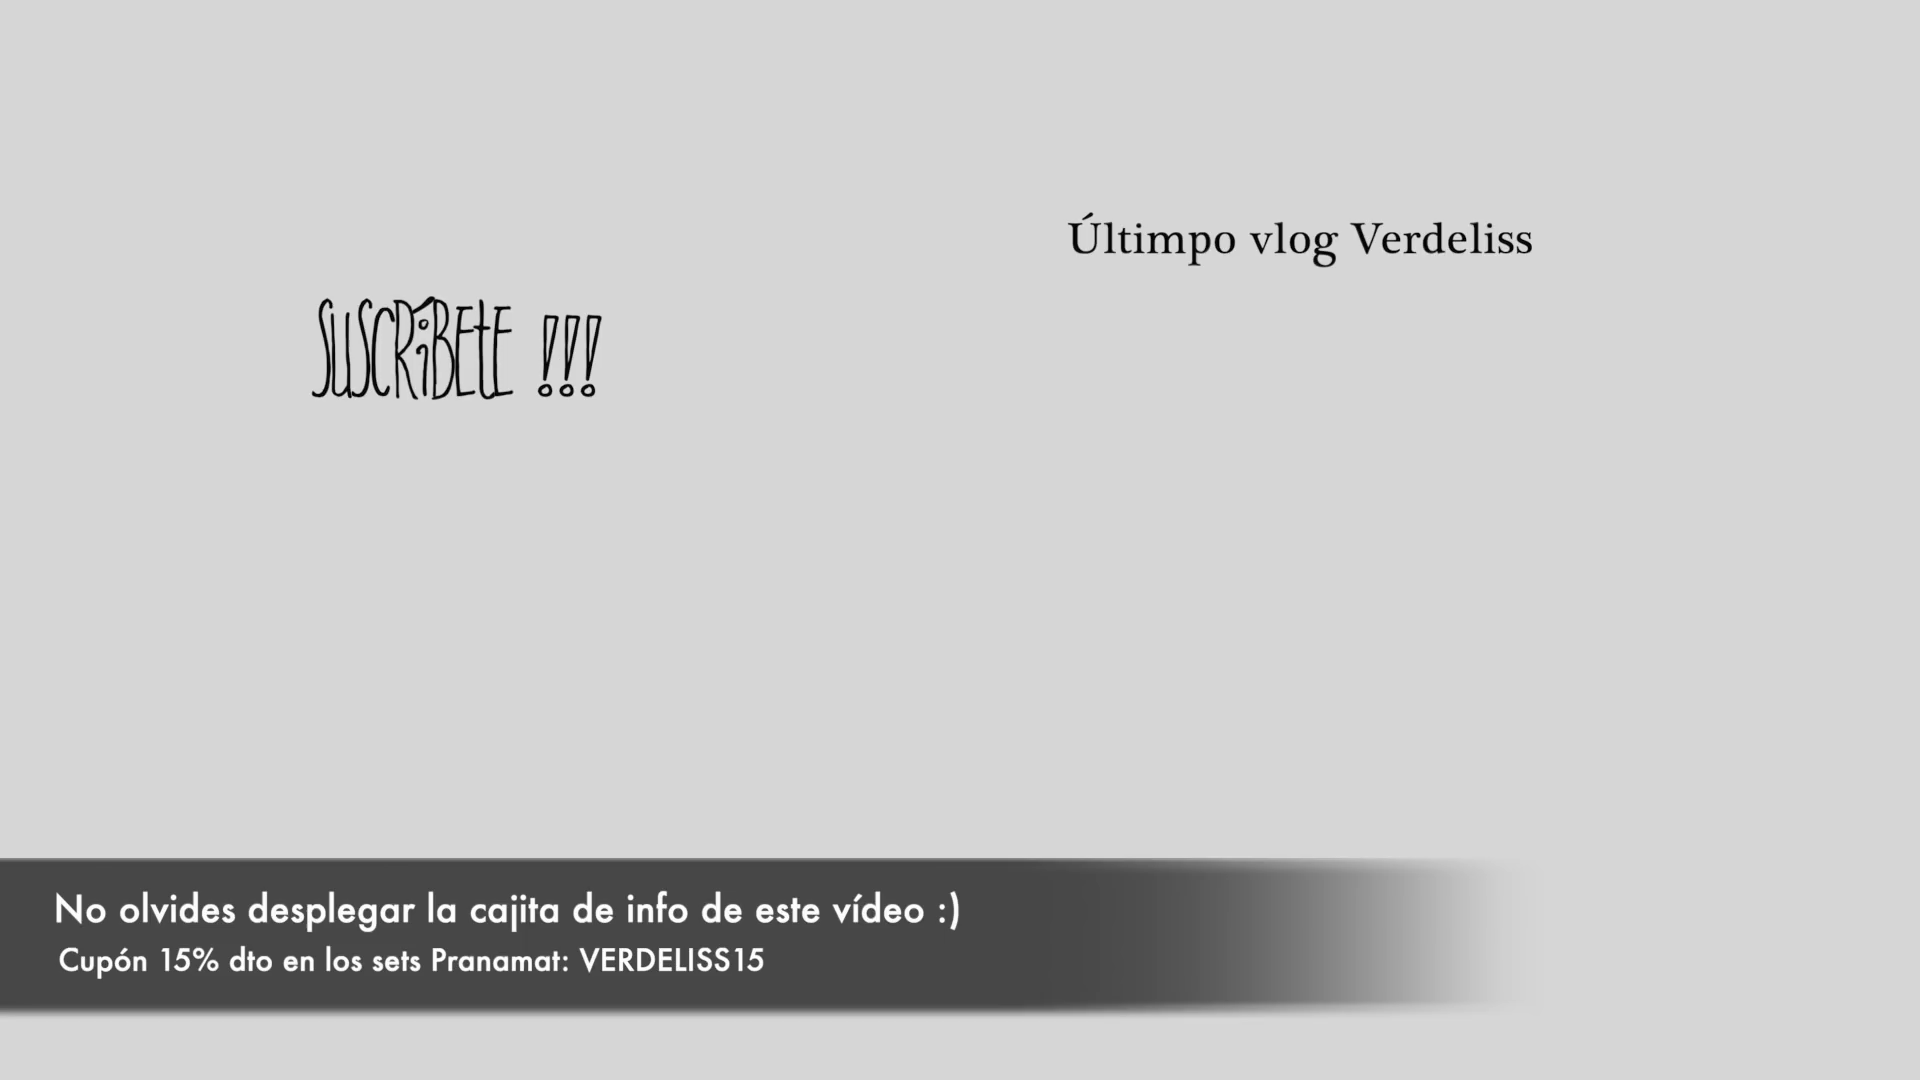 Últimpo vlog Verdeliss
SUSCRiBEtE !!!
No olvides desplegar la cajita de info de este vídeo :)
Cupón 15% dto en los sets Pranamat: VERDELISS15